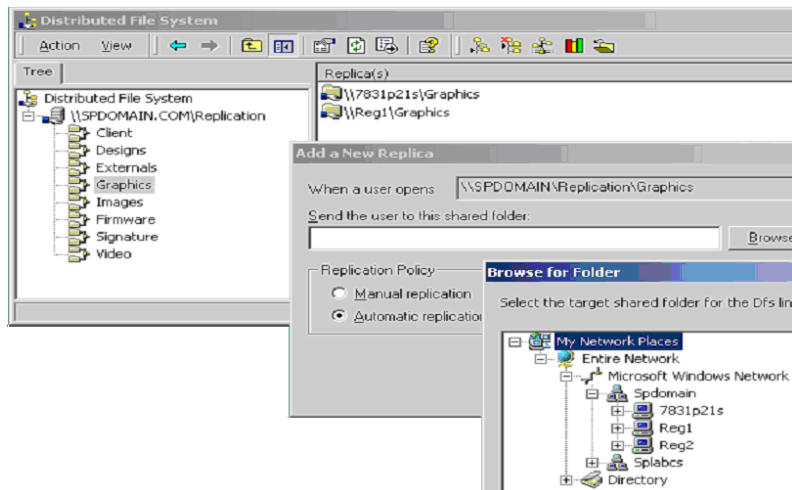 Distributed File System
Action View
Tree
Replica(s)
Distributed File System
\\SPDOMAIN.COM\Replication
Client
Designs
Externals
Graphics
Images
Firmware
Signature
Video
\\7831p21s\Graphics
\\Reg1\Graphics
Add a New Replica
When a user opens \\SPDOMAIN\Replication\Graphics
Send the user to this shared folder:
Browse
Replication Policy
Manual replication
Automatic replication
Browse for Folder
Select the target shared folder for the Dfs lin
My Network Places
Entire Network
Microsoft Windows Network
Spdomain
7831p21s
Reg1
Reg2
Splabcs
Directory